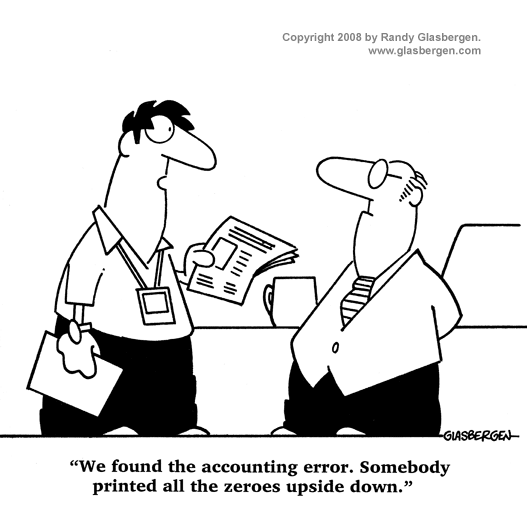 Copyright 2008 by Randy Glasbergen.
www.glasbergen.com
GLASBERGEN
“We found the accounting error. Somebody
printed all the zeroes upside down.”